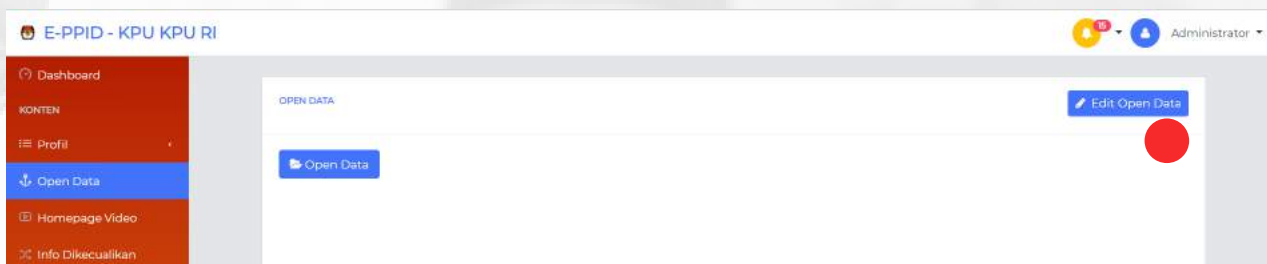 E-PPID - KPU KPU RI
15
Administrator
Dashboard
KONTEN
Profil
Open Data
Homepage Video
Info Dikecualikan
OPEN DATA
Edit Open Data
Open Data